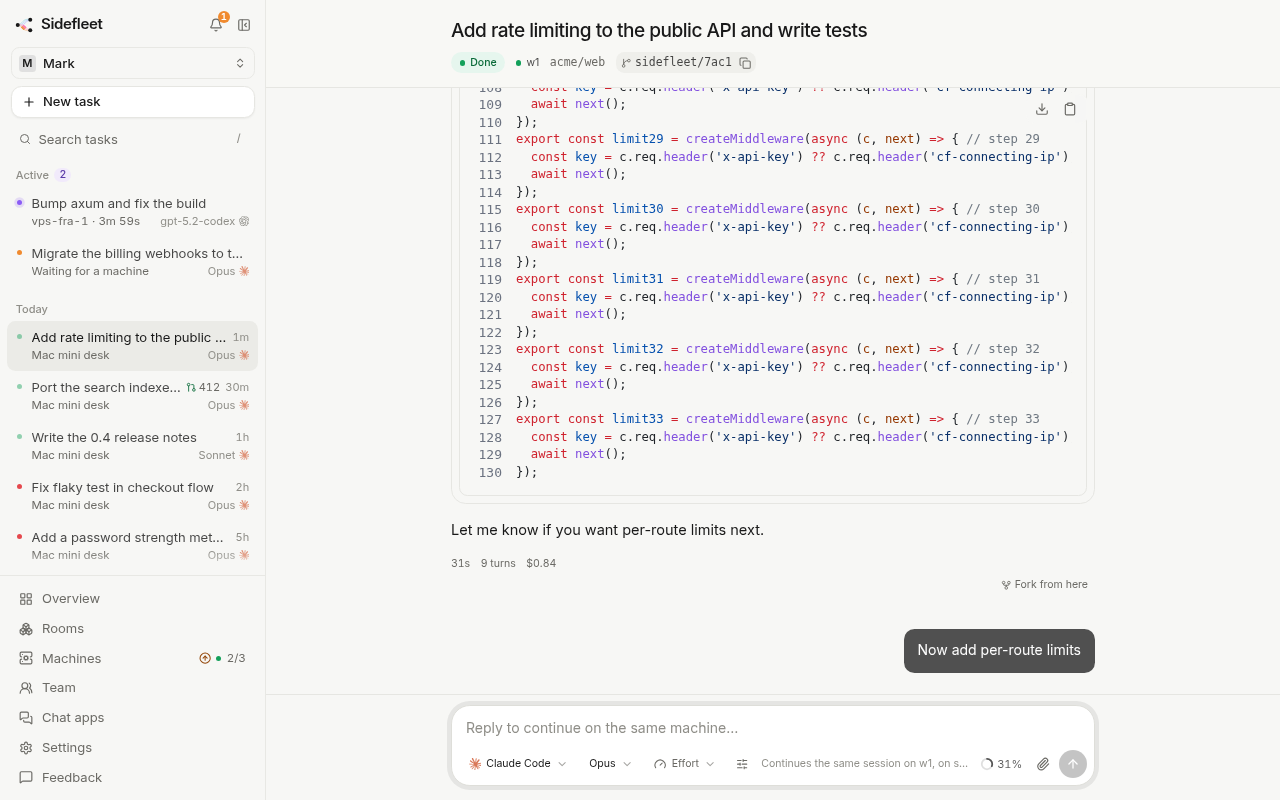 Sidefleet
1
M Mark
New task
Search tasks /
Active 2
Bump axum and fix the build
vps-fra-1 · 3m 59s gpt-5.2-codex
Migrate the billing webhooks to t...
Waiting for a machine Opus
Today
Add rate limiting to the public ... 1m
Mac mini desk Opus
Port the search indexe... 412 30m
Mac mini desk Opus
Write the 0.4 release notes 1h
Mac mini desk Sonnet
Fix flaky test in checkout flow 2h
Mac mini desk Opus
Add a password strength met... 5h
Mac mini desk Opus
Overview
Rooms
Machines 2/3
Team
Chat apps
Settings
Feedback
Add rate limiting to the public API and write tests
Done w1 acme/web sidefleet/7ac1
108 const key = c.req.header('x-api-key') ?? c.req.header('cf-connecting-ip')
109 await next();
110 });
111 export const limit29 = createMiddleware(async (c, next) => { // step 29
112 const key = c.req.header('x-api-key') ?? c.req.header('cf-connecting-ip')
113 await next();
114 });
115 export const limit30 = createMiddleware(async (c, next) => { // step 30
116 const key = c.req.header('x-api-key') ?? c.req.header('cf-connecting-ip')
117 await next();
118 });
119 export const limit31 = createMiddleware(async (c, next) => { // step 31
120 const key = c.req.header('x-api-key') ?? c.req.header('cf-connecting-ip')
121 await next();
122 });
123 export const limit32 = createMiddleware(async (c, next) => { // step 32
124 const key = c.req.header('x-api-key') ?? c.req.header('cf-connecting-ip')
125 await next();
126 });
127 export const limit33 = createMiddleware(async (c, next) => { // step 33
128 const key = c.req.header('x-api-key') ?? c.req.header('cf-connecting-ip')
129 await next();
130 });
Let me know if you want per-route limits next.
31s 9 turns $0.84
Fork from here
Now add per-route limits
Reply to continue on the same machine...
Claude Code Opus Effort Continues the same session on w1, on s... 31%